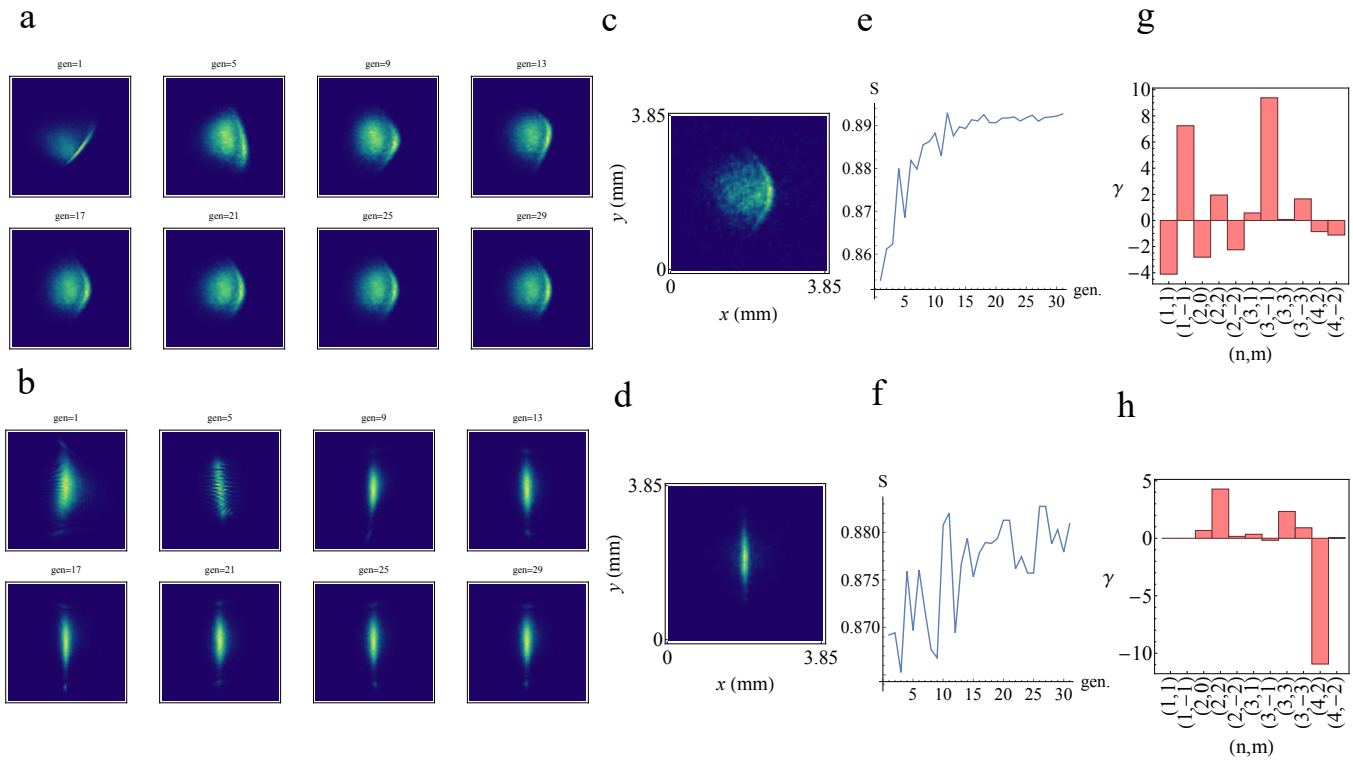 a
gen=1
gen=5
gen=9
gen=13
gen=17
gen=21
gen=25
gen=29
b
gen=1
gen=5
gen=9
gen=13
gen=17
gen=21
gen=25
gen=29
c
3.85
y (mm)
0
0
3.85
x (mm)
d
3.85
y (mm)
0
0
3.85
x (mm)
e
S
0.89
0.88
0.87
0.86
5 10 15 20 25 30 gen.
f
S
0.880
0.875
0.870
5 10 15 20 25 30 gen.
g
10
8
6
4
2
0
−2
−4
γ
(1,1) (1,−1) (2,0) (2,2) (2,−2) (3,1) (3,−1) (3,3) (3,−3) (4,2) (4,−2)
(n,m)
h
5
0
−5
−10
γ
(1,1) (1,−1) (2,0) (2,2) (2,−2) (3,1) (3,−1) (3,3) (3,−3) (4,2) (4,−2)
(n,m)